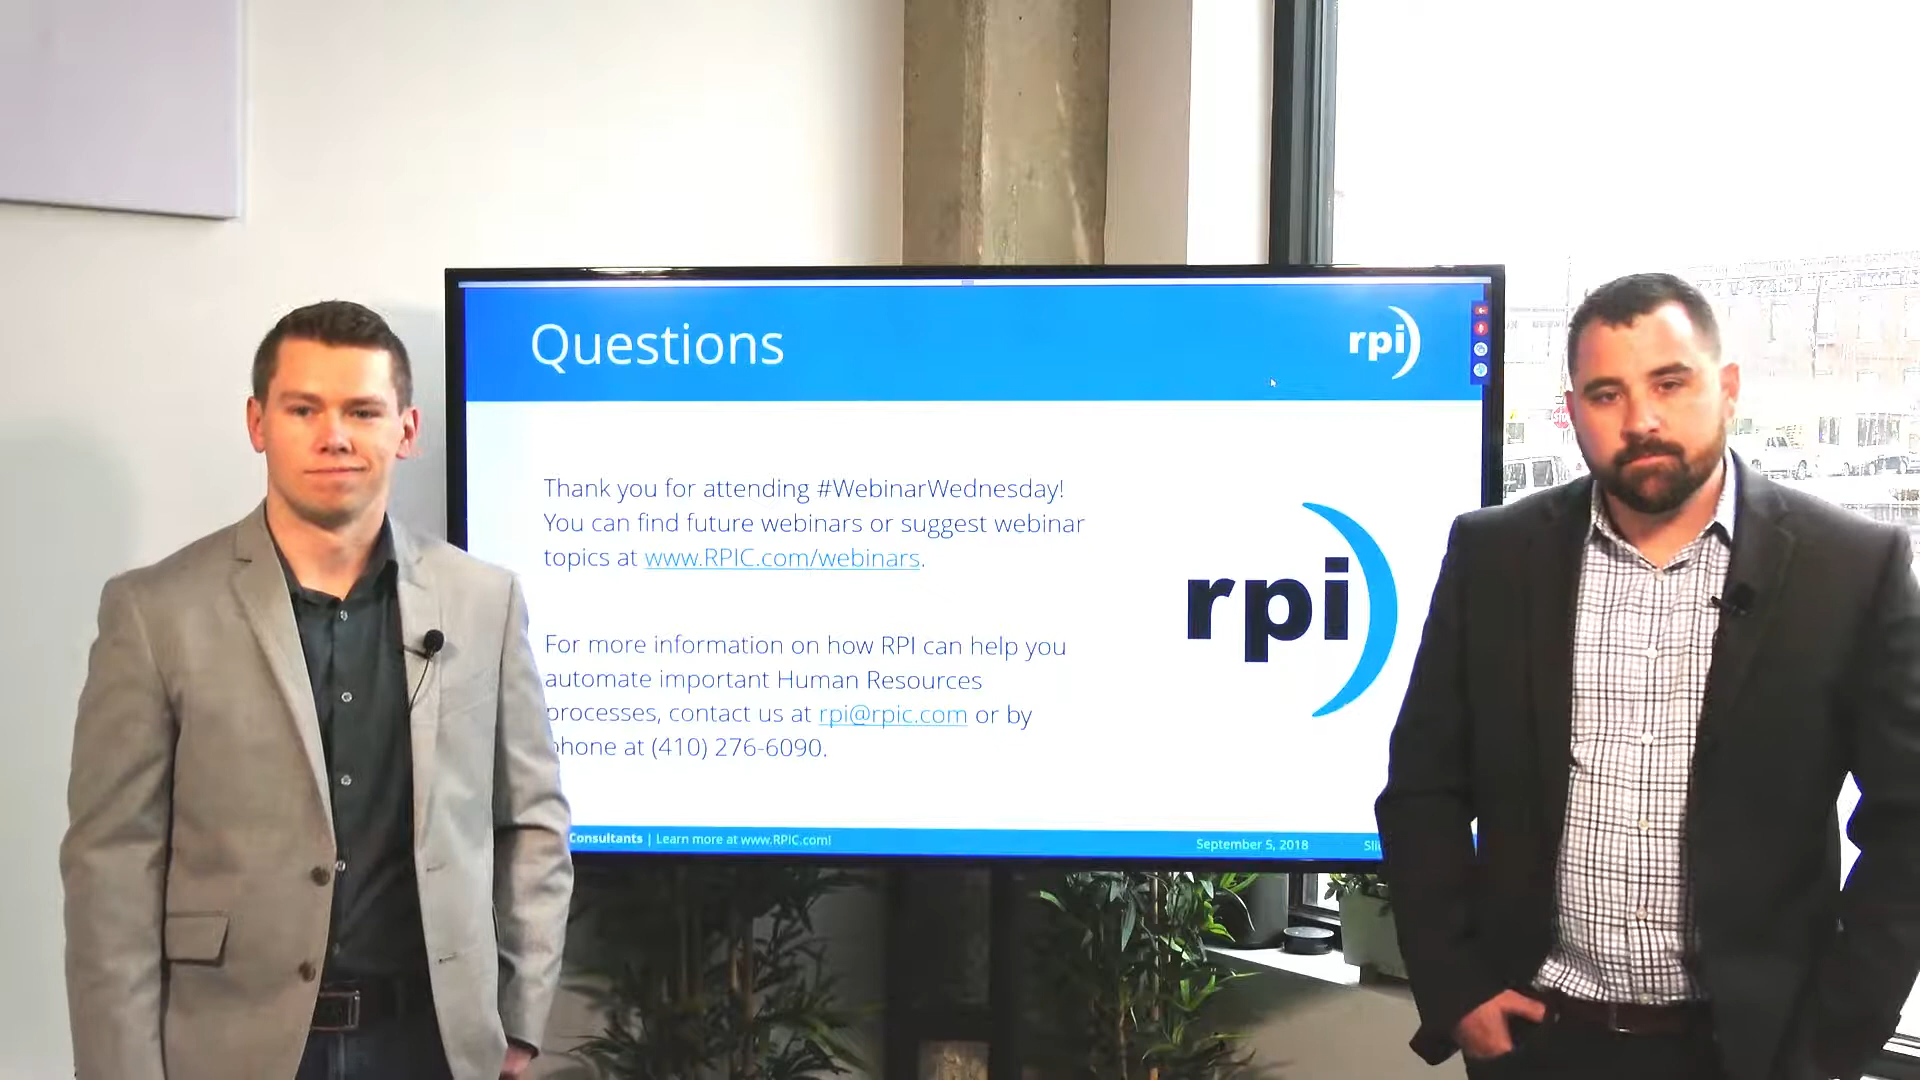 Questions
rpi
Thank you for attending #WebinarWednesday!
You can find future webinars or suggest webinar
topics at www.RPIC.com/webinars.
rpi
For more information on how RPI can help you
automate important Human Resources
processes, contact us at rpi@rpic.com or by
phone at (410) 276-6090.
Consultants | Learn more at www.RPIC.com!
September 5, 2018
STOP